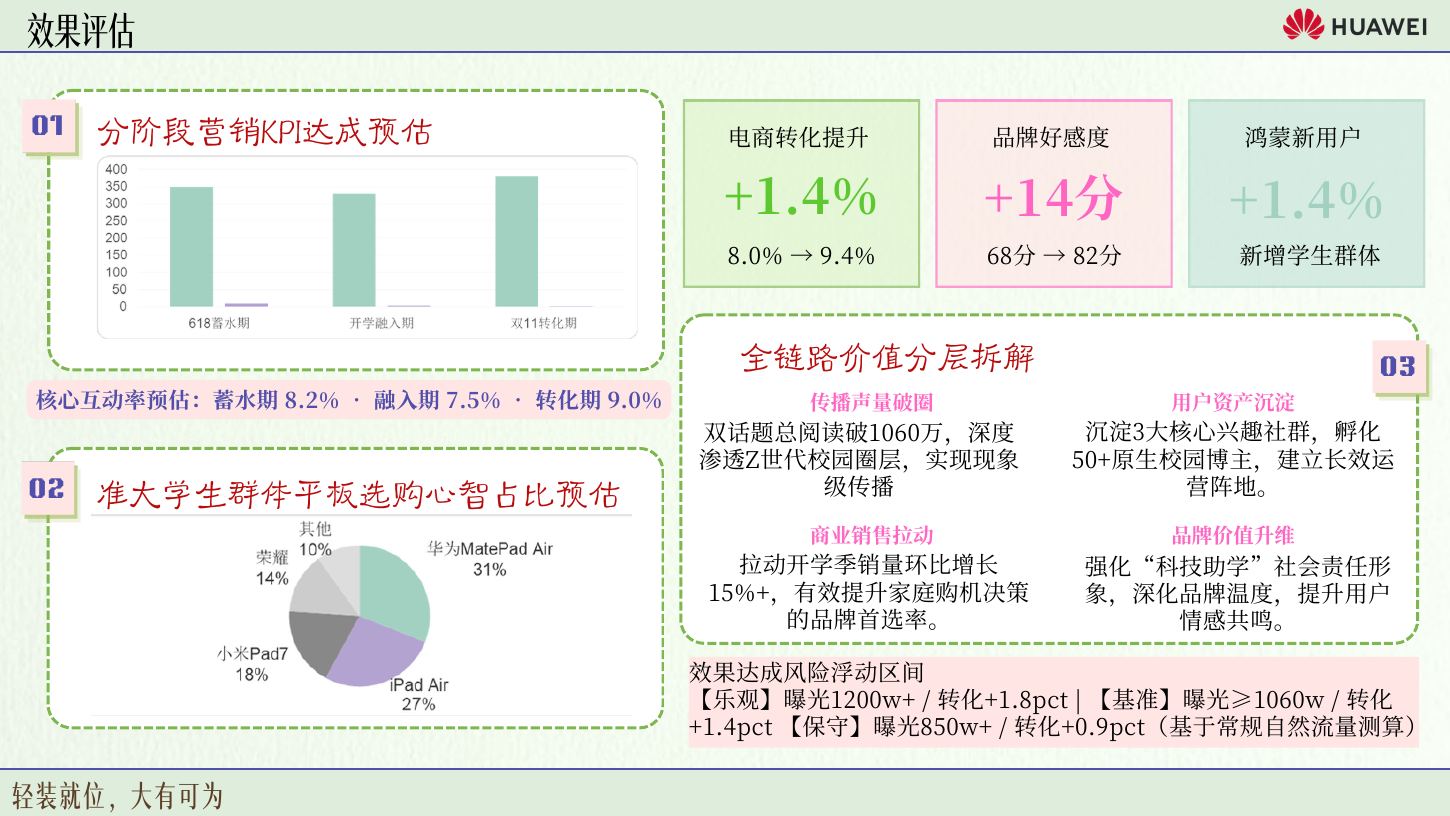 效果评估
HUAWEI
01
分阶段营销KPI达成预估
400
350
300
250
200
150
100
50
0
618蓄水期
开学融入期
双11转化期
核心互动率预估：蓄水期 8.2% · 融入期 7.5% · 转化期 9.0%
02
准大学生群体平板选购心智占比预估
其他
10%
荣耀
14%
华为MatePad Air
31%
小米Pad7
18%
iPad Air
27%
电商转化提升
+1.4%
8.0% → 9.4%
品牌好感度
+14分
68分 → 82分
鸿蒙新用户
+1.4%
新增学生群体
03
全链路价值分层拆解
传播声量破圈
双话题总阅读破1060万，深度
渗透Z世代校园圈层，实现现象
级传播
用户资产沉淀
沉淀3大核心兴趣社群，孵化
50+原生校园博主，建立长效运
营阵地。
商业销售拉动
拉动开学季销量环比增长
15%+，有效提升家庭购机决策
的品牌首选率。
品牌价值升维
强化“科技助学”社会责任形
象，深化品牌温度，提升用户
情感共鸣。
效果达成风险浮动区间
【乐观】曝光1200w+ / 转化+1.8pct | 【基准】曝光≥1060w / 转化
+1.4pct 【保守】曝光850w+ / 转化+0.9pct（基于常规自然流量测算）
轻装就位，大有可为